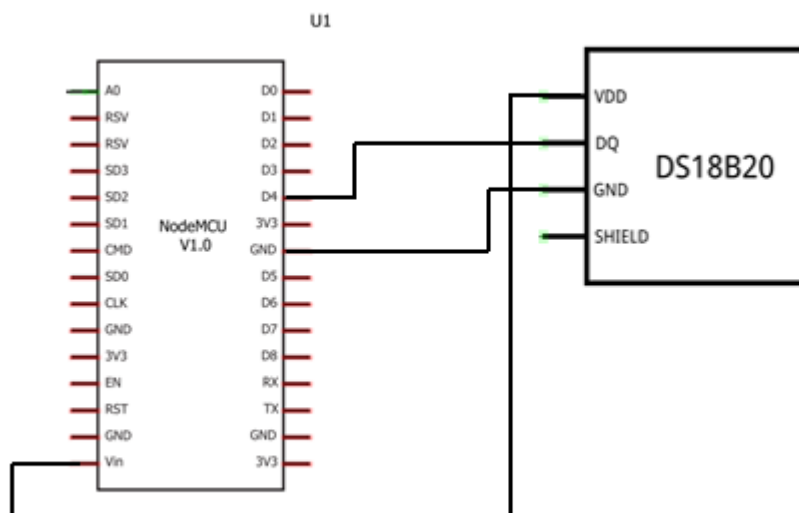 U1
A0
RSV
RSV
SD3
SD2
SD1
CMD
SD0
CLK
GND
3V3
EN
RST
GND
Vin
NodeMCU
V1.0
D0
D1
D2
D3
D4
3V3
GND
D5
D6
D7
D8
RX
TX
GND
3V3
VDD
DQ
GND
SHIELD
DS18B20